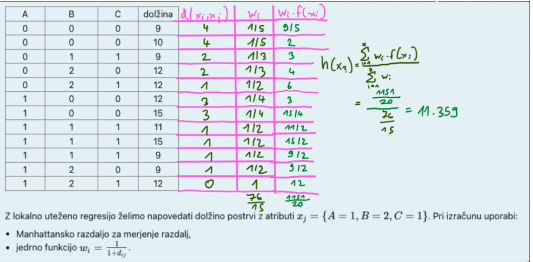 A B C dolžina d(xi,xj) wi wi·f(xi)
0 0 0 9 4 1/5 9/5
0 0 0 10 4 1/5 2
0 1 1 9 2 1/3 3
0 2 0 12 2 1/3 4
0 2 1 12 1 1/2 6
1 0 0 12 3 1/4 3
1 0 0 15 3 1/4 15/4
1 1 1 11 1 1/2 11/2
1 1 1 15 1 1/2 15/2
1 1 1 9 1 1/2 9/2
1 2 0 9 1 1/2 9/2
1 2 1 12 0 1 12
76/15 1151/20
h(x?) = Σ wi·f(xi) / Σ wi
= 1151/20 / 76/15 = 11.359
Z lokalno uteženo regresijo želimo napovedati dolžino postrvi z atributi xj = {A = 1, B = 2, C = 1}. Pri izračunu uporabi:
• Manhattansko razdaljo za merjenje razdalj,
• jedrno funkcijo wi = 1/(1+dij).